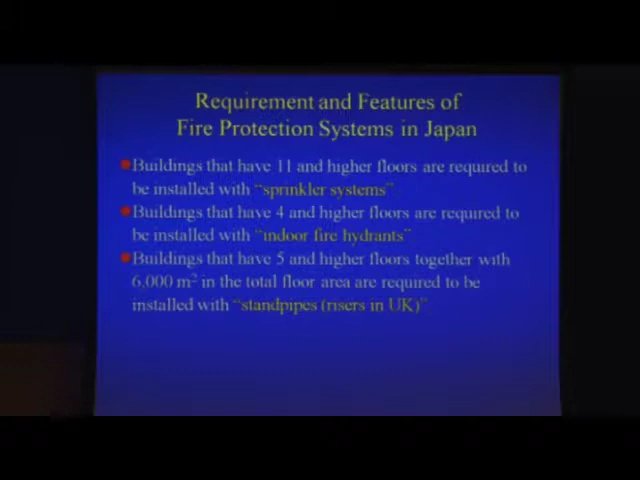 Requirement and Features of
Fire Protection Systems in Japan
Buildings that have 11 and higher floors are required to
be installed with "sprinkler systems"
Buildings that have 4 and higher floors are required to
be installed with "indoor fire hydrants"
Buildings that have 5 and higher floors together with
6,000 m² in the total floor area are required to be
installed with "standpipes (risers in UK)"